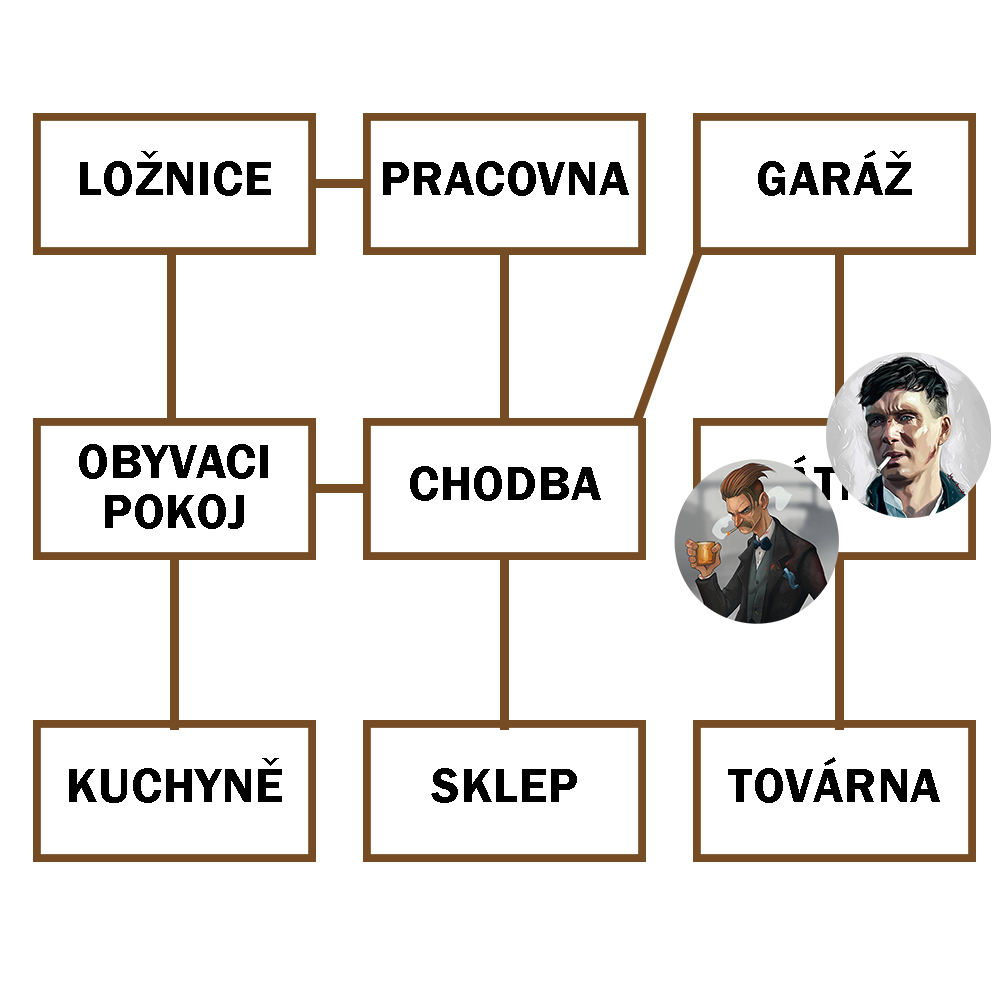 LOŽNICE
PRACOVNA
GARÁŽ
OBYVACI
POKOJ
CHODBA
KUCHYNĚ
SKLEP
TOVÁRNA